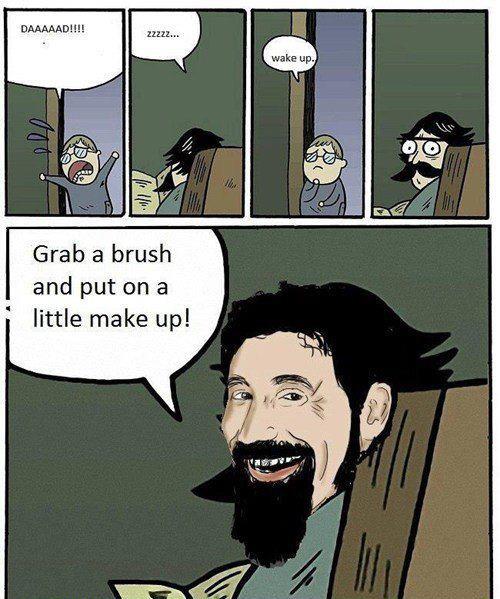 DAAAAAD!!!!
zzzzz...
wake up.
Grab a brush
and put on a
little make up!